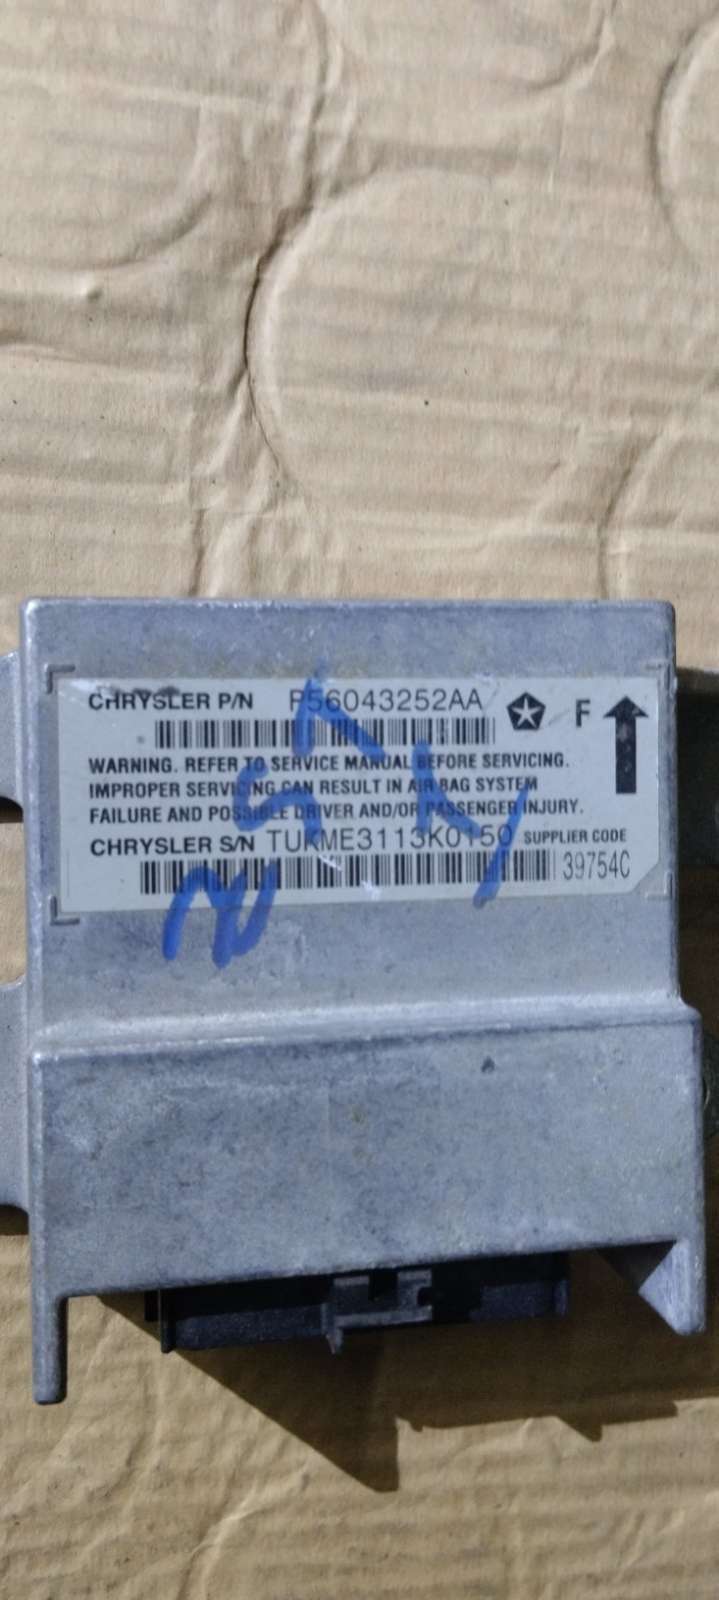 CHRYSLER P/N P56043252AA F
WARNING. REFER TO SERVICE MANUAL BEFORE SERVICING.
IMPROPER SERVICING CAN RESULT IN AIR BAG SYSTEM
FAILURE AND POSSIBLE DRIVER AND/OR PASSENGER INJURY.
CHRYSLER S/N TUKME3113K0150 SUPPLIER CODE
39754C